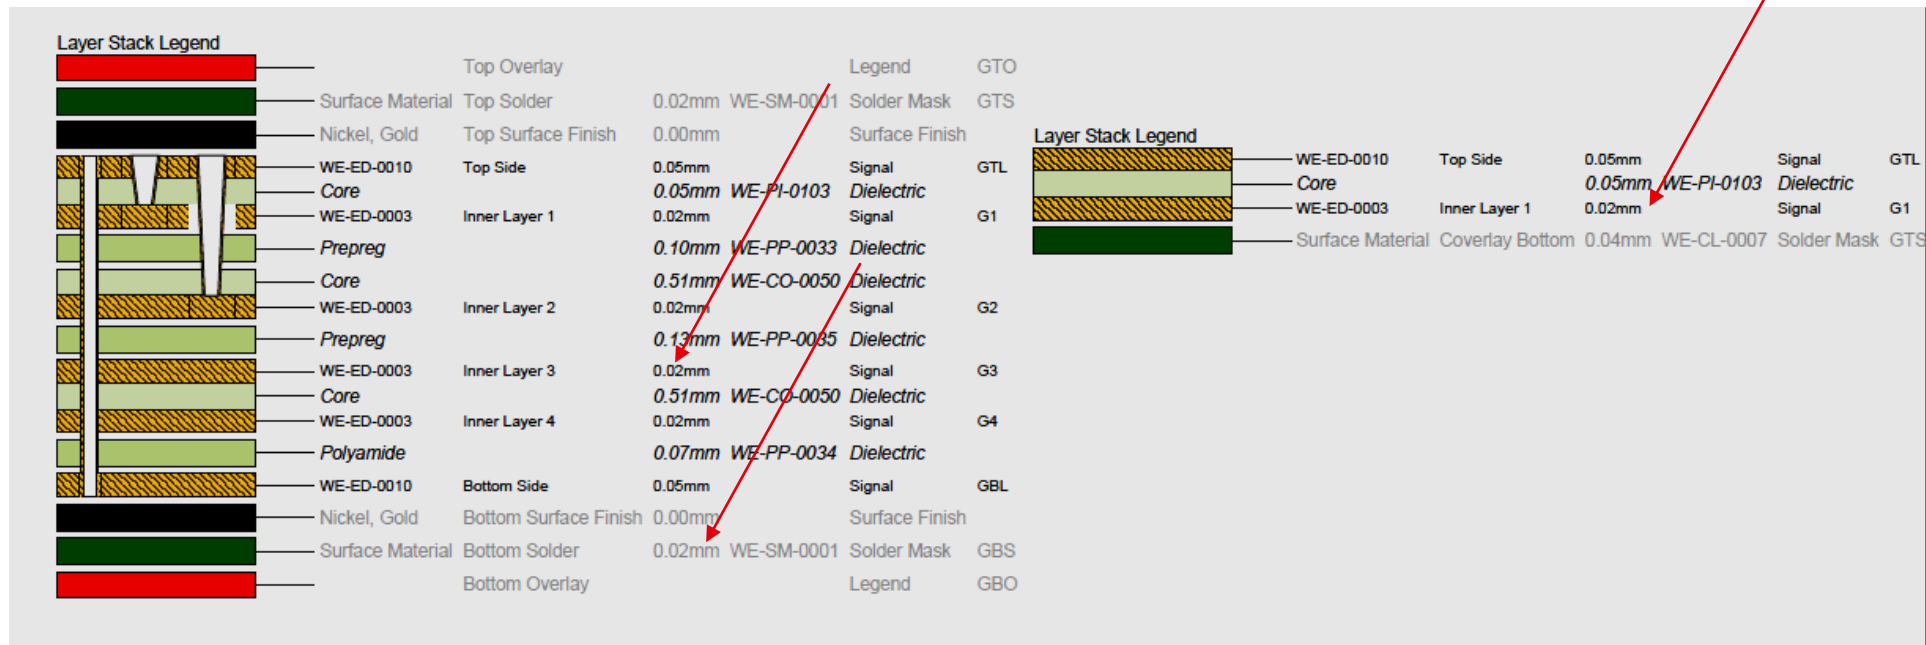 Layer Stack Legend
Top Overlay Legend GTO
Surface Material Top Solder 0.02mm WE-SM-0001 Solder Mask GTS
Nickel, Gold Top Surface Finish 0.00mm Surface Finish
WE-ED-0010 Top Side 0.05mm Signal GTL
Core 0.05mm WE-PI-0103 Dielectric
WE-ED-0003 Inner Layer 1 0.02mm Signal G1
Prepreg 0.10mm WE-PP-0033 Dielectric
Core 0.51mm WE-CO-0050 Dielectric
WE-ED-0003 Inner Layer 2 0.02mm Signal G2
Prepreg 0.13mm WE-PP-0035 Dielectric
WE-ED-0003 Inner Layer 3 0.02mm Signal G3
Core 0.51mm WE-CO-0050 Dielectric
WE-ED-0003 Inner Layer 4 0.02mm Signal G4
Polyamide 0.07mm WE-PP-0034 Dielectric
WE-ED-0010 Bottom Side 0.05mm Signal GBL
Nickel, Gold Bottom Surface Finish 0.00mm Surface Finish
Surface Material Bottom Solder 0.02mm WE-SM-0001 Solder Mask GBS
Bottom Overlay Legend GBO
Layer Stack Legend
WE-ED-0010 Top Side 0.05mm Signal GTL
Core 0.05mm WE-PI-0103 Dielectric
WE-ED-0003 Inner Layer 1 0.02mm Signal G1
Surface Material Coverlay Bottom 0.04mm WE-CL-0007 Solder Mask GTS